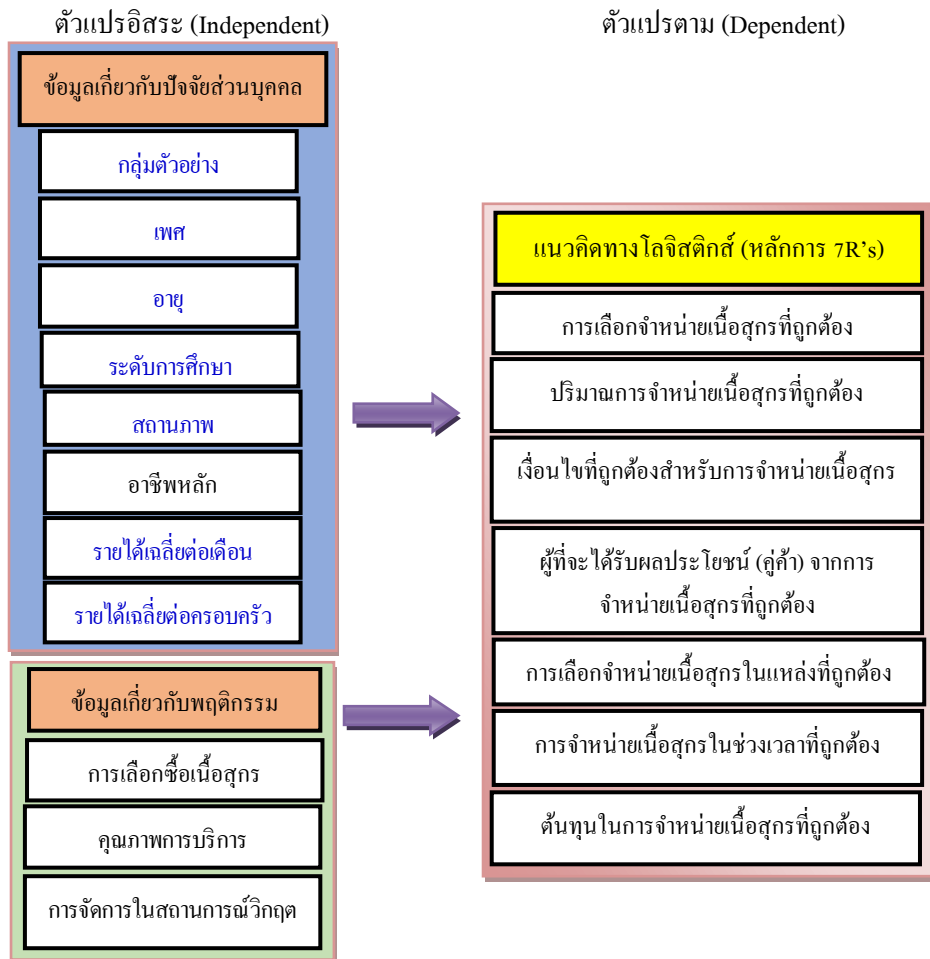 ตัวแปรอิสระ (Independent)
ตัวแปรตาม (Dependent)
ข้อมูลเกี่ยวกับปัจจัยส่วนบุคคล
กลุ่มตัวอย่าง
เพศ
อายุ
ระดับการศึกษา
สถานภาพ
อาชีพหลัก
รายได้เฉลี่ยต่อเดือน
รายได้เฉลี่ยต่อครอบครัว
ข้อมูลเกี่ยวกับพฤติกรรม
การเลือกซื้อเนื้อสุกร
คุณภาพการบริการ
การจัดการในสถานการณ์วิกฤต
แนวคิดทางโลจิสติกส์ (หลักการ 7R’s)
การเลือกจำหน่ายเนื้อสุกรที่ถูกต้อง
ปริมาณการจำหน่ายเนื้อสุกรที่ถูกต้อง
เงื่อนไขที่ถูกต้องสำหรับการจำหน่ายเนื้อสุกร
ผู้ที่จะได้รับผลประโยชน์ (คู่ค้า) จากการ
จำหน่ายเนื้อสุกรที่ถูกต้อง
การเลือกจำหน่ายเนื้อสุกรในแหล่งที่ถูกต้อง
การจำหน่ายเนื้อสุกรในช่วงเวลาที่ถูกต้อง
ต้นทุนในการจำหน่ายเนื้อสุกรที่ถูกต้อง